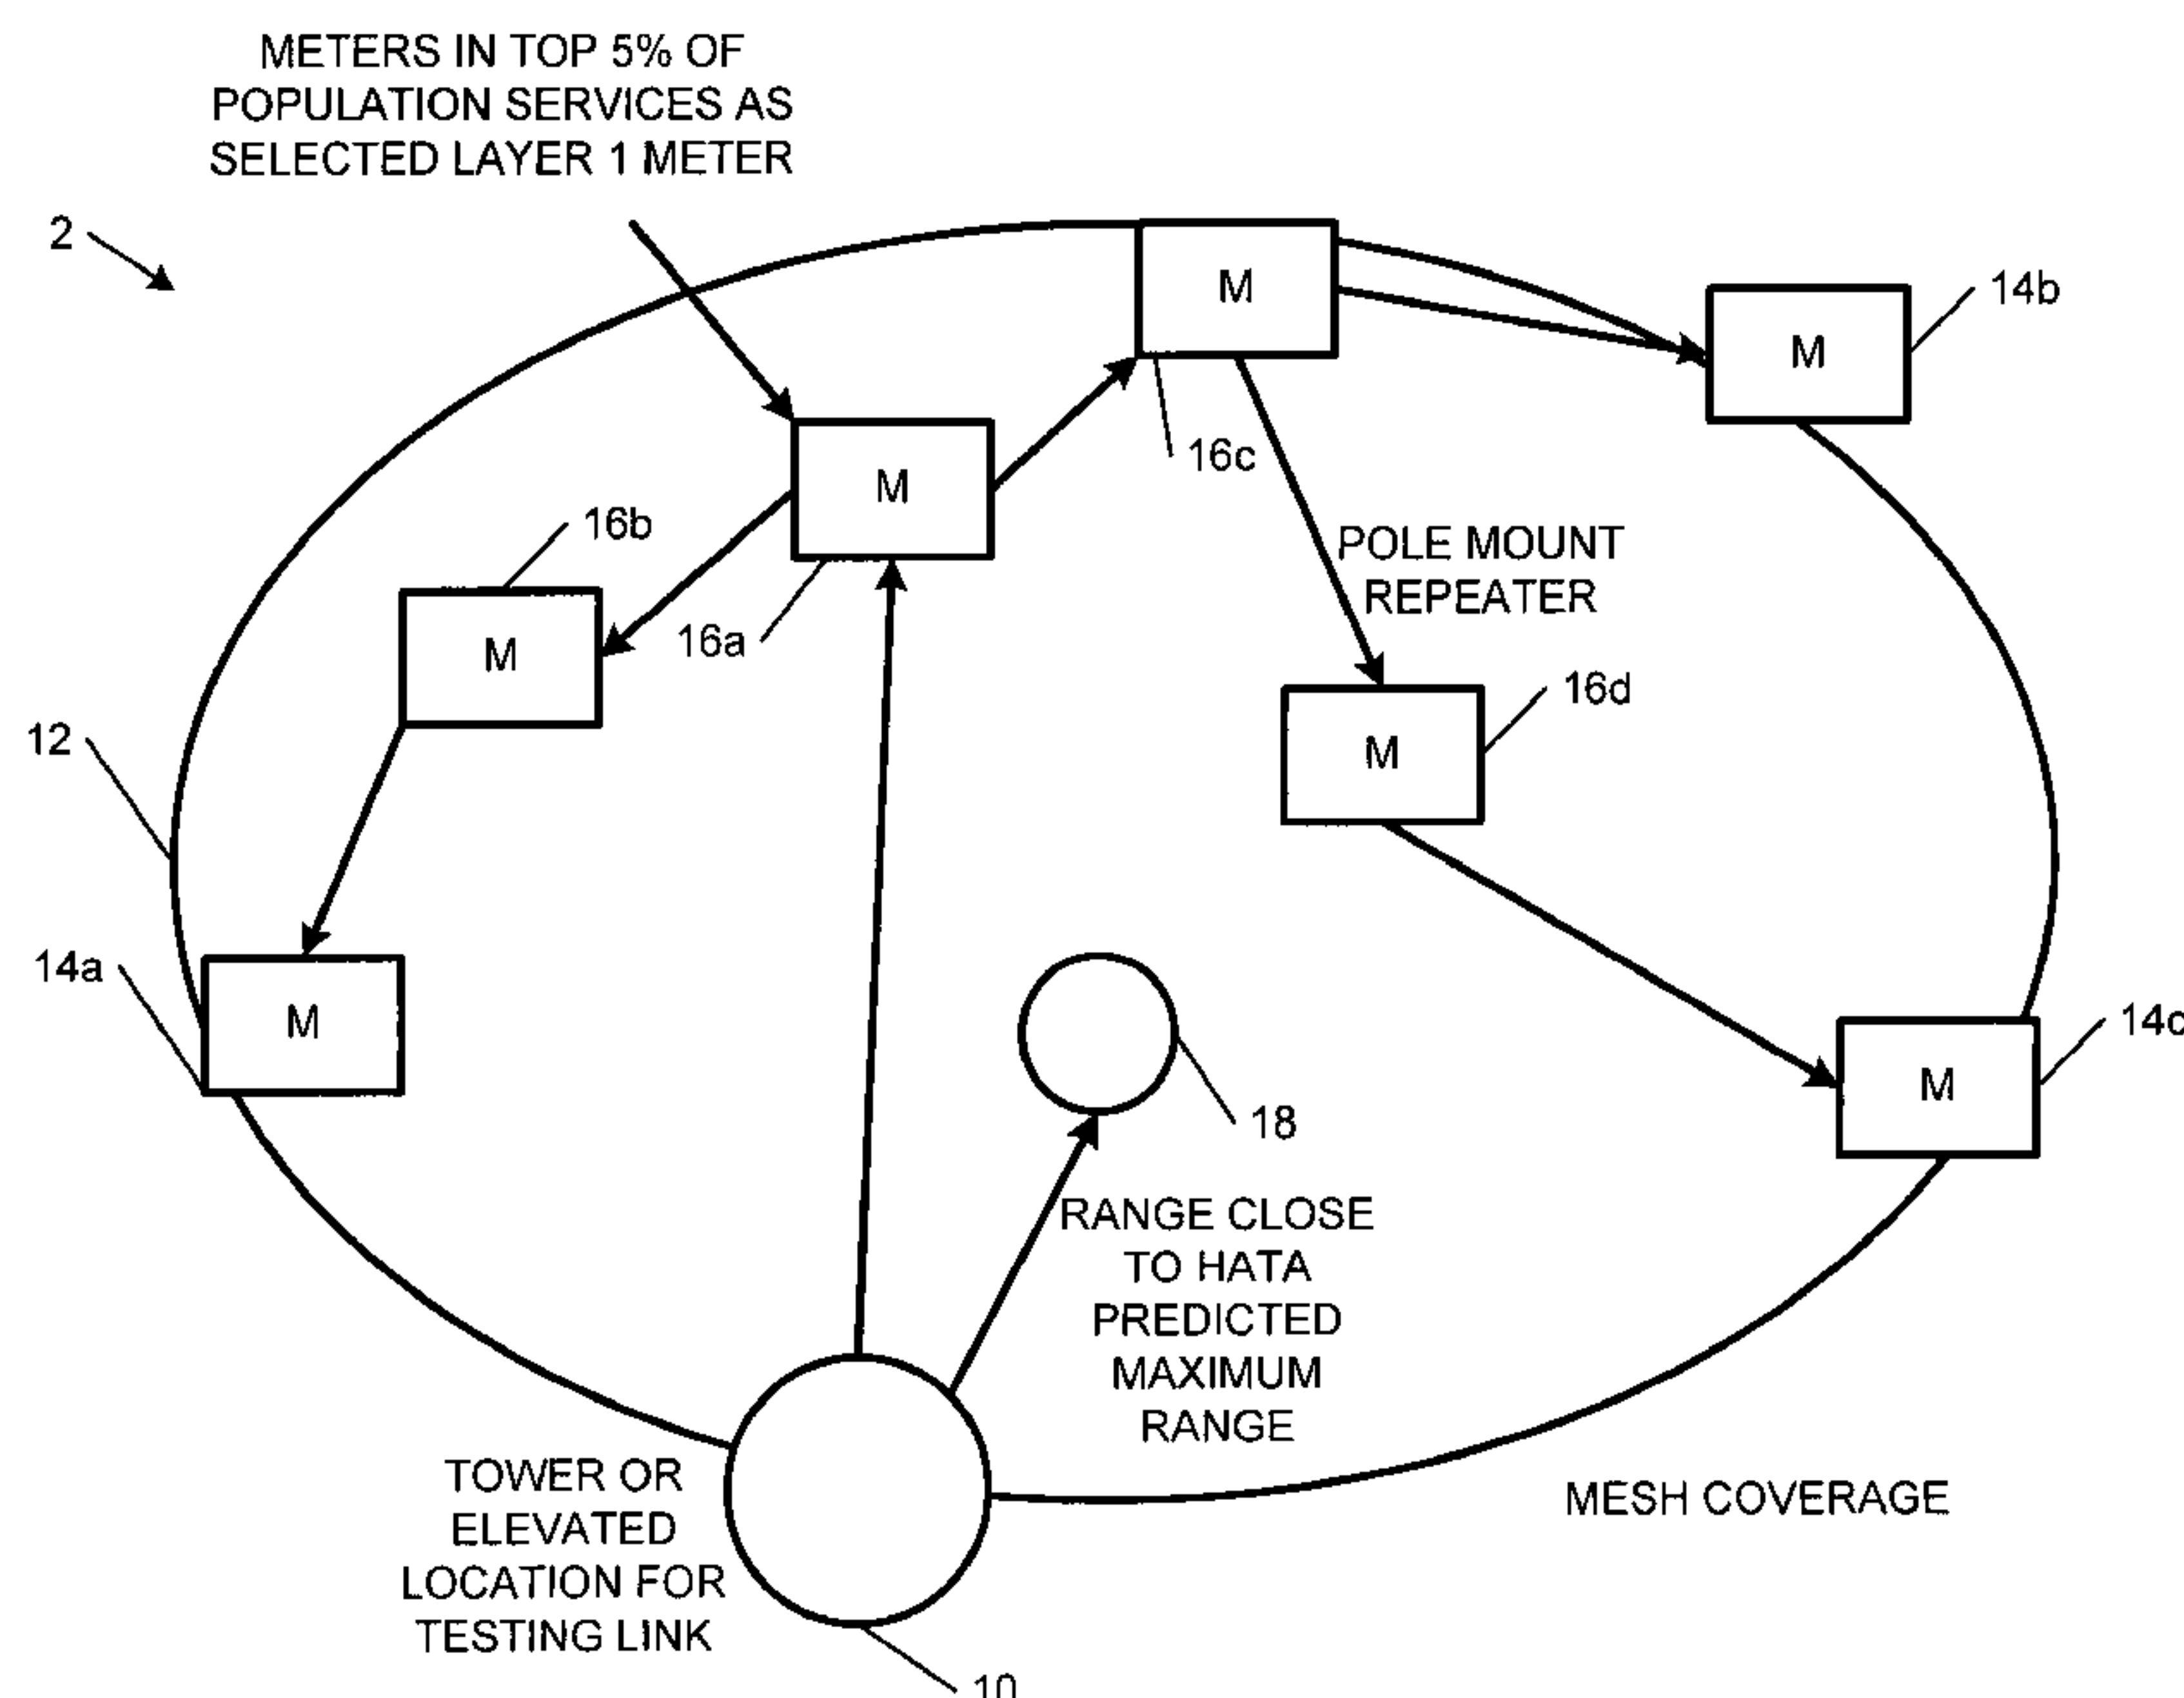 METERS IN TOP 5% OF
POPULATION SERVICES AS
SELECTED LAYER 1 METER
2
M
14b
M
16c
M
16b
POLE MOUNT
REPEATER
16a
M
16d
12
M
14a
M
14c
M
18
RANGE CLOSE
TO HATA
PREDICTED
MAXIMUM
RANGE
TOWER OR
ELEVATED
LOCATION FOR
TESTING LINK
MESH COVERAGE
10